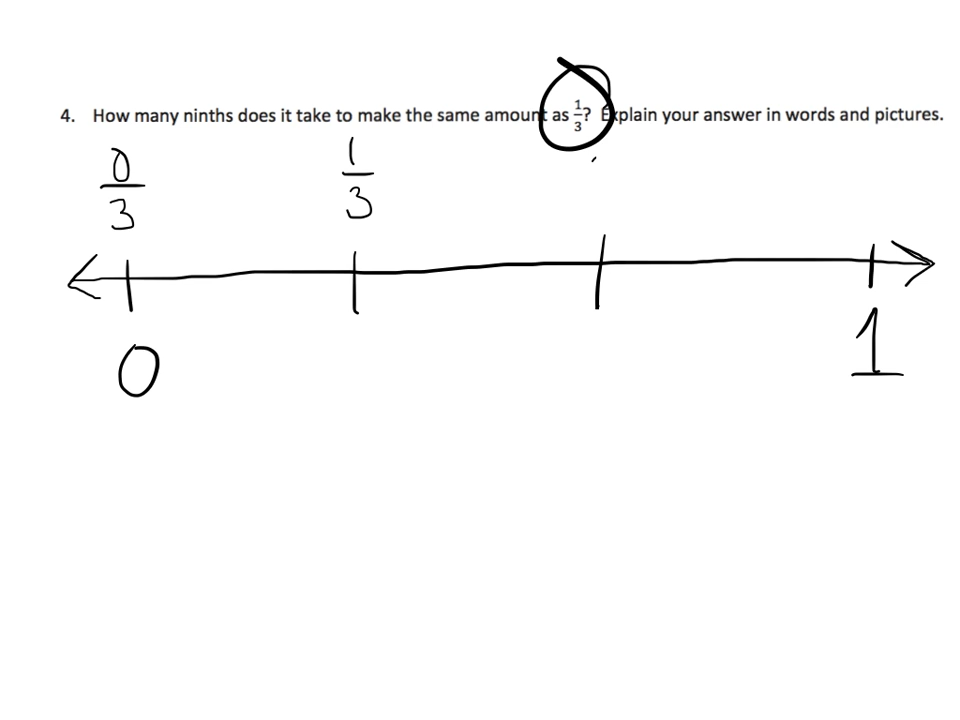 4. How many ninths does it take to make the same amount as 1/3? Explain your answer in words and pictures.
0/3 1/3
0 1